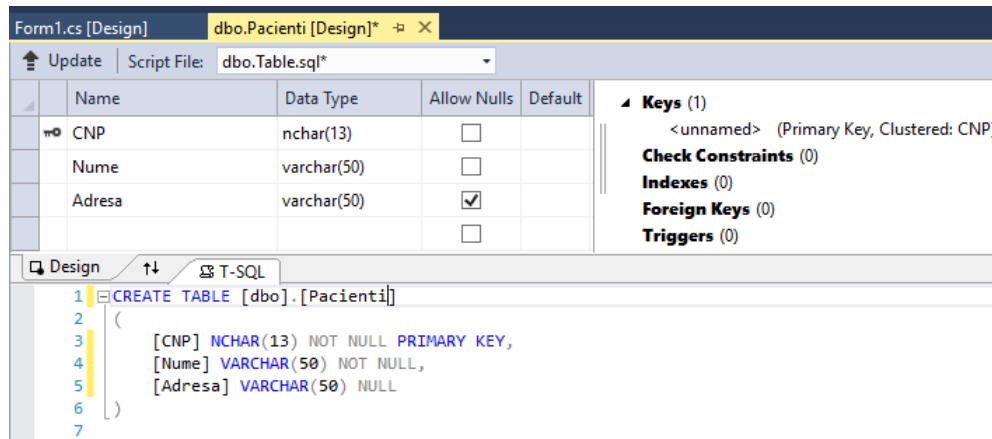 Form1.cs [Design]
dbo.Pacienti [Design]*
Update
Script File: dbo.Table.sql*
Name Data Type Allow Nulls Default
CNP nchar(13)
Nume varchar(50)
Adresa varchar(50)
Keys (1)
<unnamed> (Primary Key, Clustered: CNP)
Check Constraints (0)
Indexes (0)
Foreign Keys (0)
Triggers (0)
Design
T-SQL
1 CREATE TABLE [dbo].[Pacienti]
2 (
3 [CNP] NCHAR(13) NOT NULL PRIMARY KEY,
4 [Nume] VARCHAR(50) NOT NULL,
5 [Adresa] VARCHAR(50) NULL
6 )
7